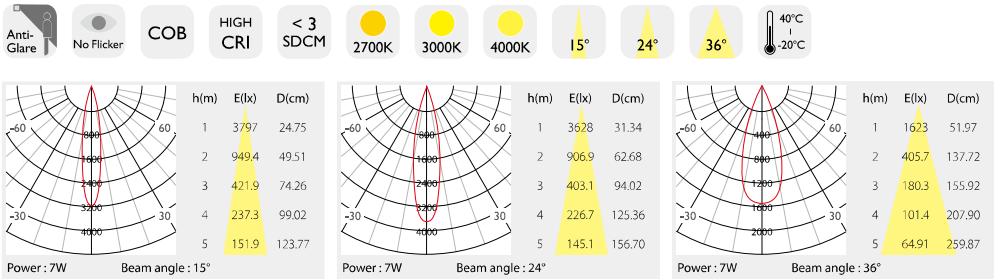 Anti-
Glare
No Flicker
COB
HIGH
CRI
< 3
SDCM
2700K
3000K
4000K
15°
24°
36°
40°C
-20°C
-60
60
-30
30
800
1600
2400
3200
4000
h(m) E(lx) D(cm)
1 3797 24.75
2 949.4 49.51
3 421.9 74.26
4 237.3 99.02
5 151.9 123.77
Power : 7W Beam angle : 15°
-60
60
-30
30
800
1600
2400
3200
4000
h(m) E(lx) D(cm)
1 3628 31.34
2 906.9 62.68
3 403.1 94.02
4 226.7 125.36
5 145.1 156.70
Power : 7W Beam angle : 24°
-60
60
-30
30
400
800
1200
1600
2000
h(m) E(lx) D(cm)
1 1623 51.97
2 405.7 137.72
3 180.3 155.92
4 101.4 207.90
5 64.91 259.87
Power : 7W Beam angle : 36°